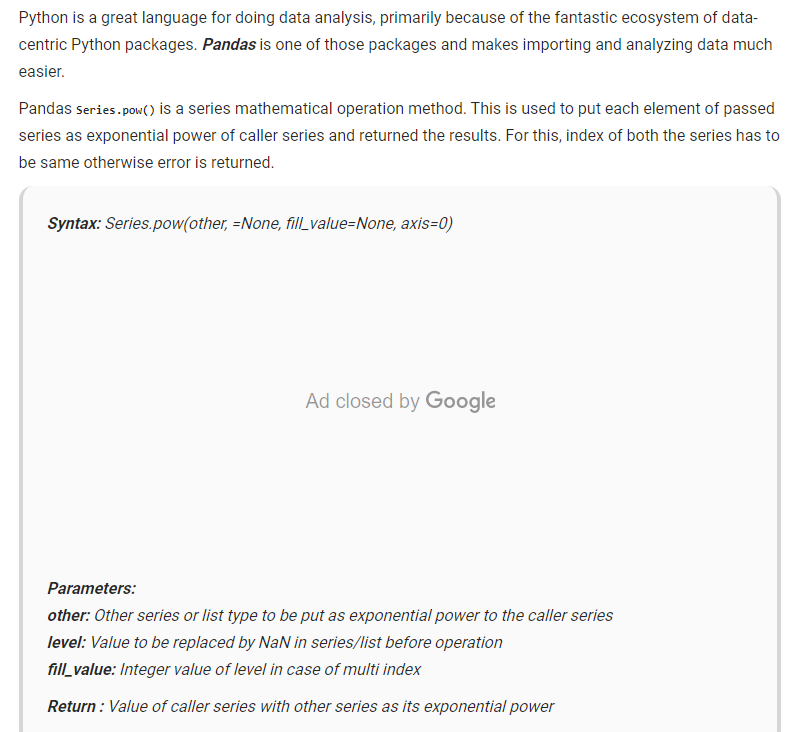 Python is a great language for doing data analysis, primarily because of the fantastic ecosystem of data-
centric Python packages. Pandas is one of those packages and makes importing and analyzing data much
easier.
Pandas Series.pow() is a series mathematical operation method. This is used to put each element of passed
series as exponential power of caller series and returned the results. For this, index of both the series has to
be same otherwise error is returned.
Syntax: Series.pow(other, =None, fill_value=None, axis=0)
Ad closed by Google
Parameters:
other: Other series or list type to be put as exponential power to the caller series
level: Value to be replaced by NaN in series/list before operation
fill_value: Integer value of level in case of multi index
Return : Value of caller series with other series as its exponential power